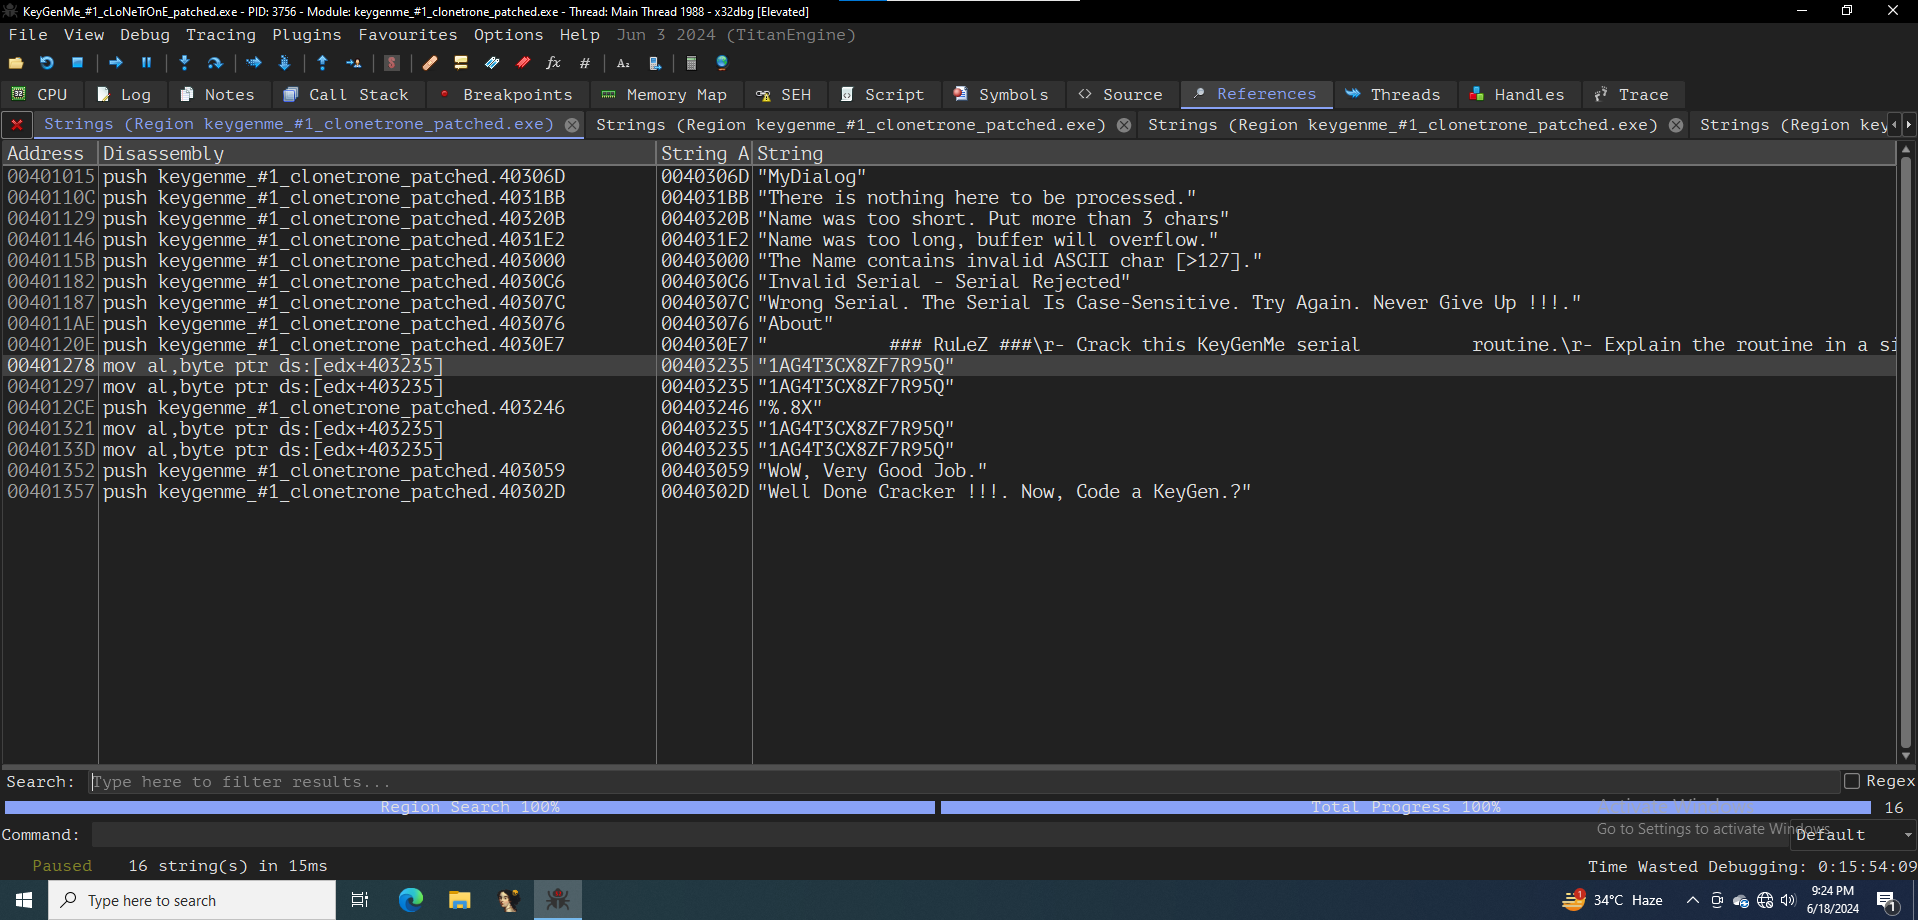 KeyGenMe_#1_cLoNeTrOnE_patched.exe - PID: 3756 - Module: keygenme_#1_clonetrone_patched.exe - Thread: Main Thread 1988 - x32dbg [Elevated]
File View Debug Tracing Plugins Favourites Options Help Jun 3 2024 (TitanEngine)
CPU Log Notes Call Stack Breakpoints Memory Map SEH Script Symbols Source References Threads Handles Trace
Strings (Region keygenme_#1_clonetrone_patched.exe) Strings (Region keygenme_#1_clonetrone_patched.exe) Strings (Region keygenme_#1_clonetrone_patched.exe) Strings (Region key
Address Disassembly String A String
00401015 push keygenme_#1_clonetrone_patched.40306D 0040306D "MyDialog"
0040110C push keygenme_#1_clonetrone_patched.4031BB 004031BB "There is nothing here to be processed."
00401129 push keygenme_#1_clonetrone_patched.40320B 0040320B "Name was too short. Put more than 3 chars"
00401146 push keygenme_#1_clonetrone_patched.4031E2 004031E2 "Name was too long, buffer will overflow."
0040115B push keygenme_#1_clonetrone_patched.403000 00403000 "The Name contains invalid ASCII char [>127]."
00401182 push keygenme_#1_clonetrone_patched.4030C6 004030C6 "Invalid Serial - Serial Rejected"
00401187 push keygenme_#1_clonetrone_patched.40307C 0040307C "Wrong Serial. The Serial Is Case-Sensitive. Try Again. Never Give Up !!!."
004011AE push keygenme_#1_clonetrone_patched.403076 00403076 "About"
0040120E push keygenme_#1_clonetrone_patched.4030E7 004030E7 " ### RuLeZ ###\r- Crack this KeyGenMe serial routine.\r- Explain the routine in a si
00401278 mov al,byte ptr ds:[edx+403235] 00403235 "1AG4T3CX8ZF7R95Q"
00401297 mov al,byte ptr ds:[edx+403235] 00403235 "1AG4T3CX8ZF7R95Q"
004012CE push keygenme_#1_clonetrone_patched.403246 00403246 "%.8X"
00401321 mov al,byte ptr ds:[edx+403235] 00403235 "1AG4T3CX8ZF7R95Q"
0040133D mov al,byte ptr ds:[edx+403235] 00403235 "1AG4T3CX8ZF7R95Q"
00401352 push keygenme_#1_clonetrone_patched.403059 00403059 "WoW, Very Good Job."
00401357 push keygenme_#1_clonetrone_patched.40302D 0040302D "Well Done Cracker !!!. Now, Code a KeyGen.?"
Search: Type here to filter results... Regex
Region Search 100% Total Progress 100% 16
Command: Go to Settings to activate Windows. Default
Paused 16 string(s) in 15ms Time Wasted Debugging: 0:15:54:09
Type here to search 1 34°C Haze 9:24 PM
6/18/2024 1